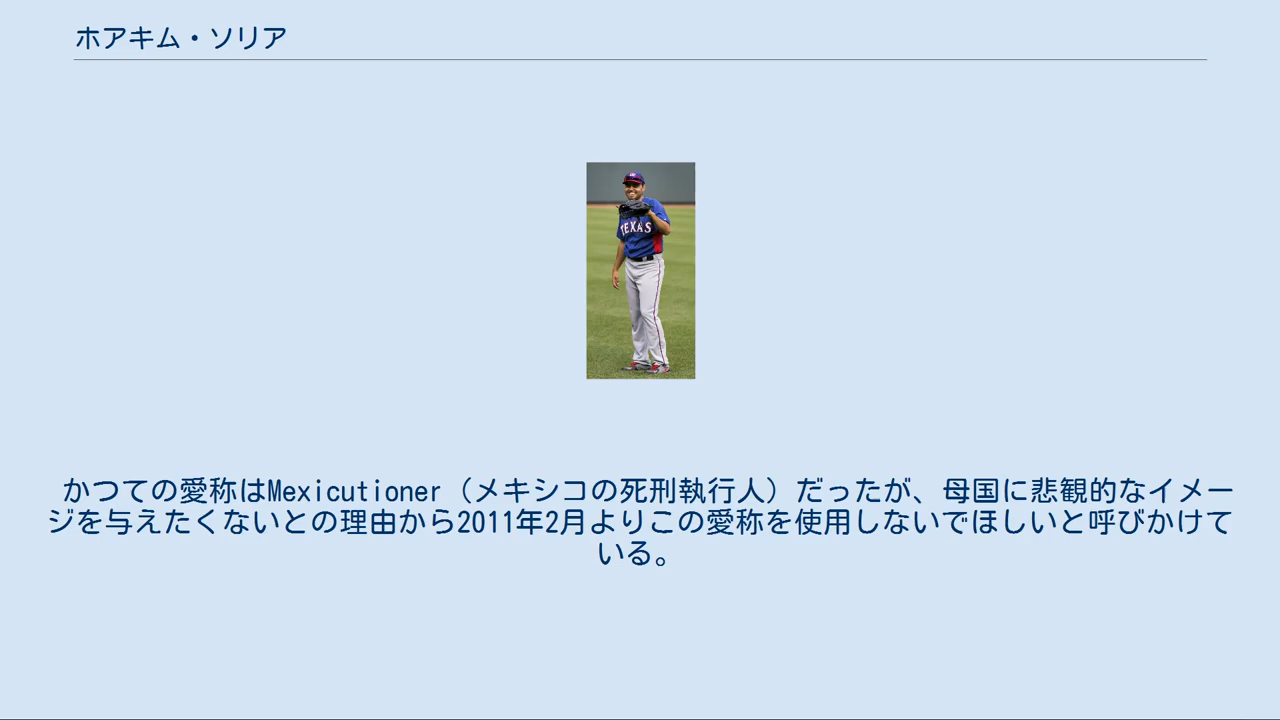 ホアキム・ソリア
TEXAS
かつての愛称はMexicutioner（メキシコの死刑執行人）だったが、母国に悲観的なイメー
ジを与えたくないとの理由から2011年2月よりこの愛称を使用しないでほしいと呼びかけて
いる。